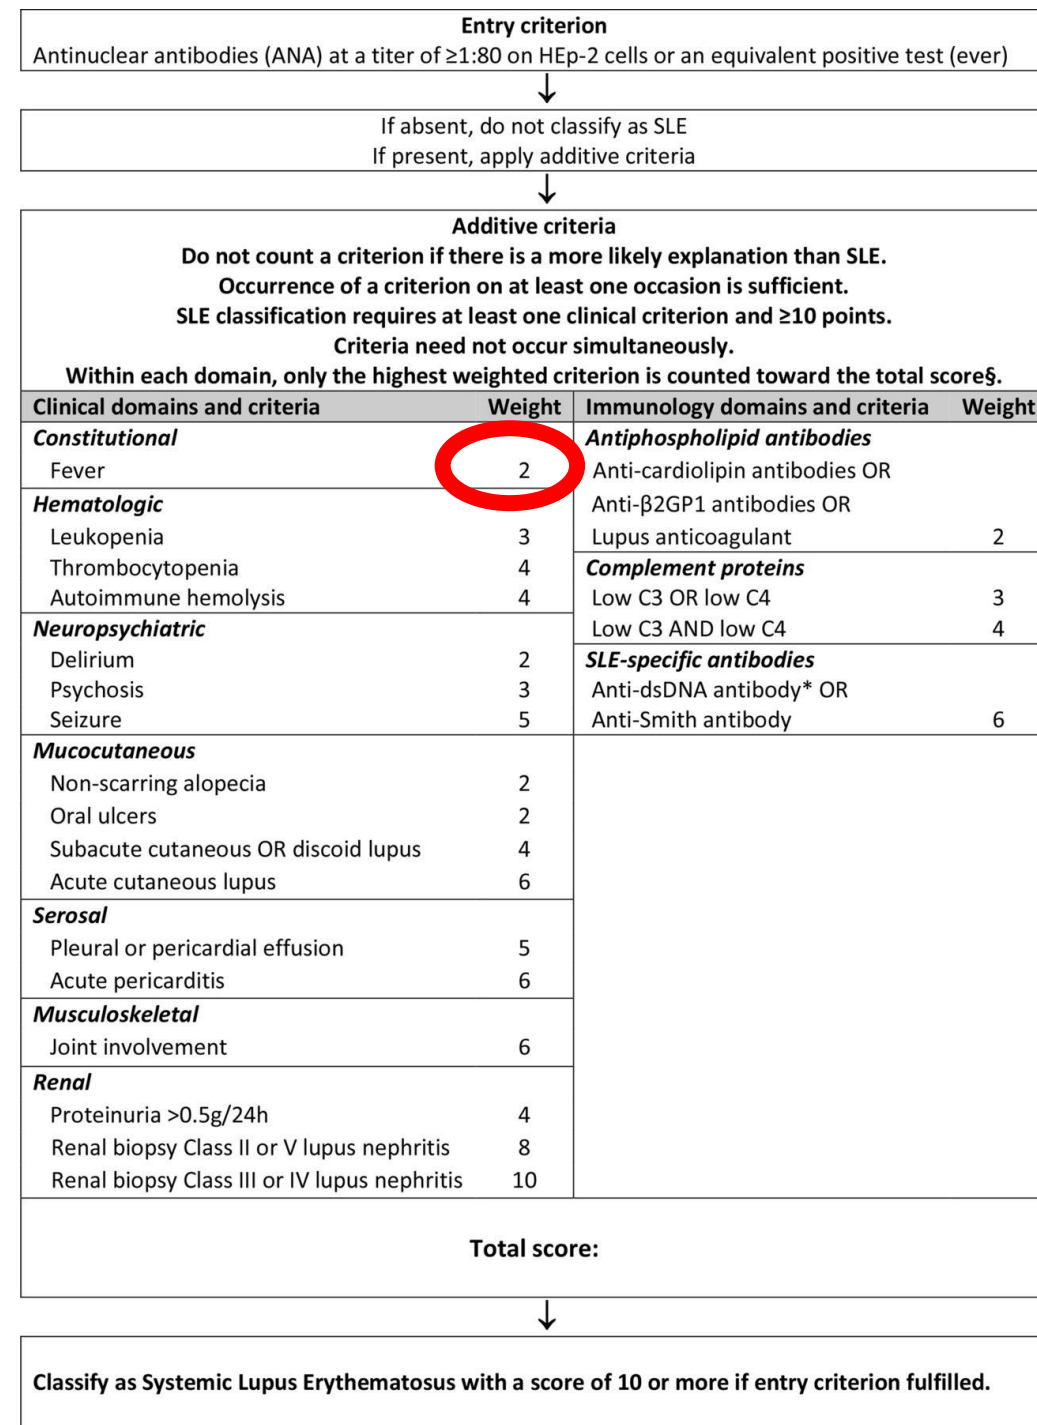 Entry criterion
Antinuclear antibodies (ANA) at a titer of ≥1:80 on HEp-2 cells or an equivalent positive test (ever)
↓
If absent, do not classify as SLE
If present, apply additive criteria
↓
Additive criteria
Do not count a criterion if there is a more likely explanation than SLE.
Occurrence of a criterion on at least one occasion is sufficient.
SLE classification requires at least one clinical criterion and ≥10 points.
Criteria need not occur simultaneously.
Within each domain, only the highest weighted criterion is counted toward the total score§.
Clinical domains and criteria Weight
Constitutional
Fever 2
Hematologic
Leukopenia 3
Thrombocytopenia 4
Autoimmune hemolysis 4
Neuropsychiatric
Delirium 2
Psychosis 3
Seizure 5
Mucocutaneous
Non-scarring alopecia 2
Oral ulcers 2
Subacute cutaneous OR discoid lupus 4
Acute cutaneous lupus 6
Serosal
Pleural or pericardial effusion 5
Acute pericarditis 6
Musculoskeletal
Joint involvement 6
Renal
Proteinuria >0.5g/24h 4
Renal biopsy Class II or V lupus nephritis 8
Renal biopsy Class III or IV lupus nephritis 10
Immunology domains and criteria Weight
Antiphospholipid antibodies
Anti-cardiolipin antibodies OR
Anti-β2GP1 antibodies OR
Lupus anticoagulant 2
Complement proteins
Low C3 OR low C4 3
Low C3 AND low C4 4
SLE-specific antibodies
Anti-dsDNA antibody* OR
Anti-Smith antibody 6
Total score:
↓
Classify as Systemic Lupus Erythematosus with a score of 10 or more if entry criterion fulfilled.